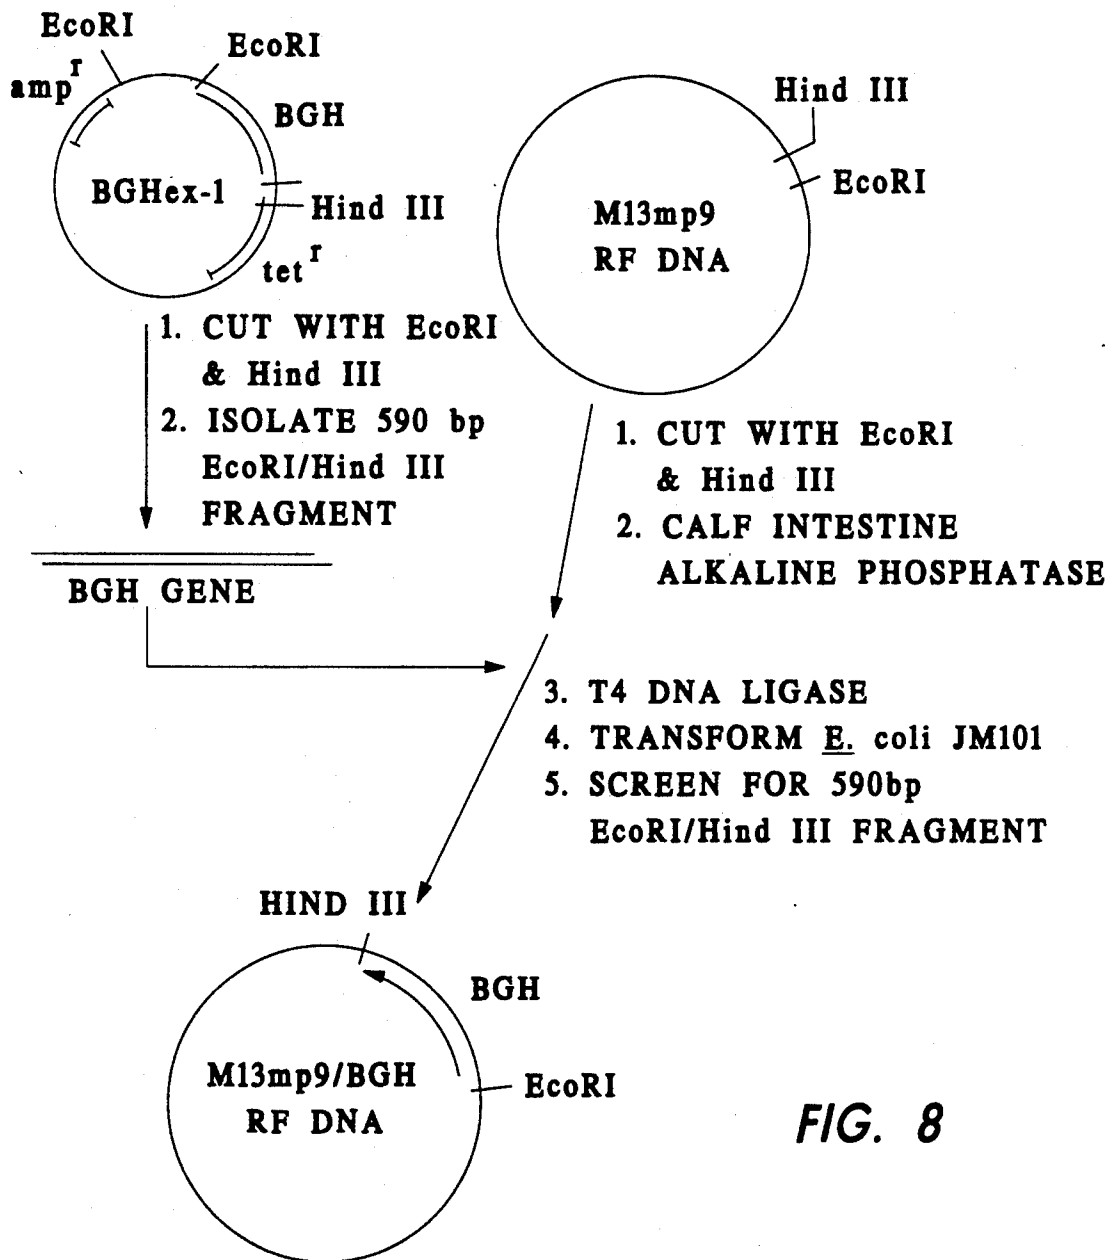 EcoRI
EcoRI
amp r
BGH
BGHex-1
Hind III
tet r
1. CUT WITH EcoRI
& Hind III
2. ISOLATE 590 bp
EcoRI/Hind III
FRAGMENT
BGH GENE
Hind III
EcoRI
M13mp9
RF DNA
1. CUT WITH EcoRI
& Hind III
2. CALF INTESTINE
ALKALINE PHOSPHATASE
3. T4 DNA LIGASE
4. TRANSFORM E. coli JM101
5. SCREEN FOR 590bp
EcoRI/Hind III FRAGMENT
HIND III
BGH
M13mp9/BGH
RF DNA
EcoRI
FIG. 8